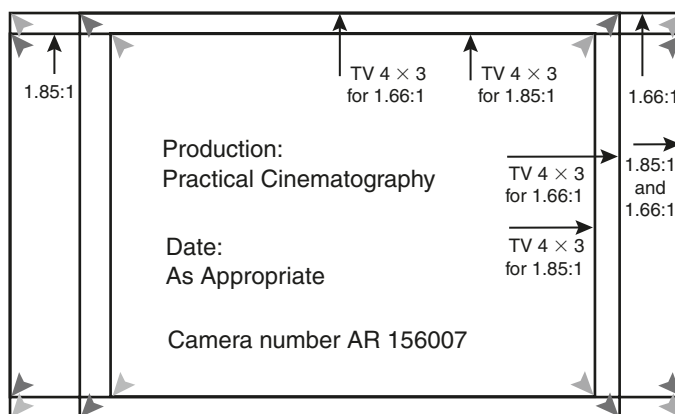 1.85:1
TV 4 × 3
for 1.66:1
TV 4 × 3
for 1.85:1
1.66:1
Production:
Practical Cinematography
TV 4 × 3
for 1.66:1
1.85:1
and
1.66:1
Date:
As Appropriate
TV 4 × 3
for 1.85:1
Camera number AR 156007